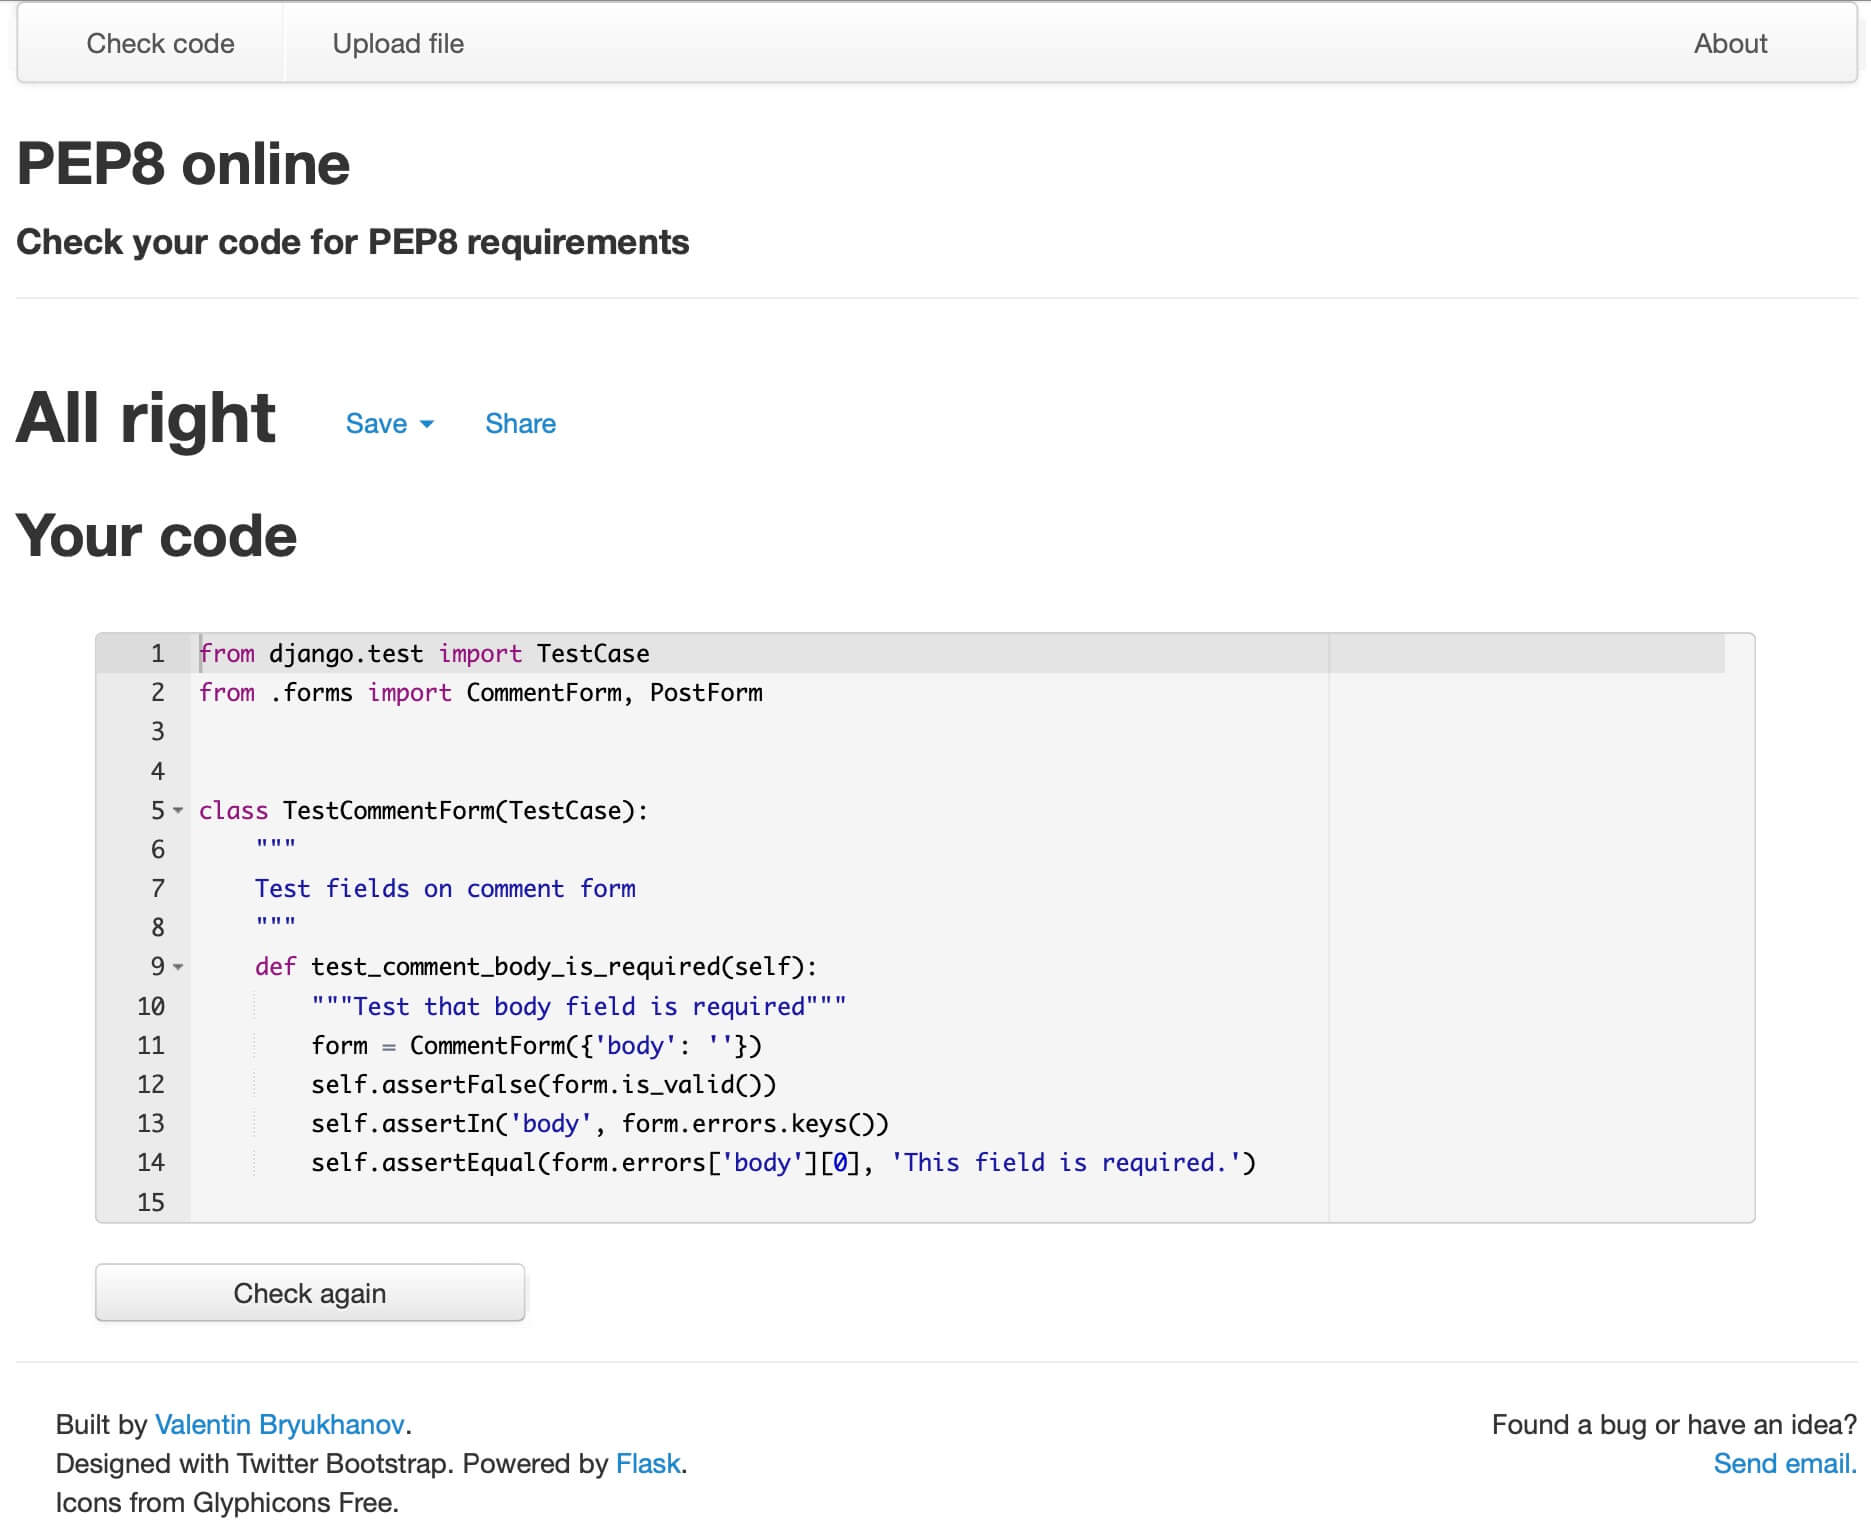 Check code Upload file About
PEP8 online
Check your code for PEP8 requirements
All right Save Share
Your code
1 from django.test import TestCase
2 from .forms import CommentForm, PostForm
3
4
5 class TestCommentForm(TestCase):
6     """
7     Test fields on comment form
8     """
9     def test_comment_body_is_required(self):
10         """Test that body field is required"""
11         form = CommentForm({'body': ''})
12         self.assertFalse(form.is_valid())
13         self.assertIn('body', form.errors.keys())
14         self.assertEqual(form.errors['body'][0], 'This field is required.')
15
Check again
Built by Valentin Bryukhanov.
Designed with Twitter Bootstrap. Powered by Flask.
Icons from Glyphicons Free.
Found a bug or have an idea?
Send email.